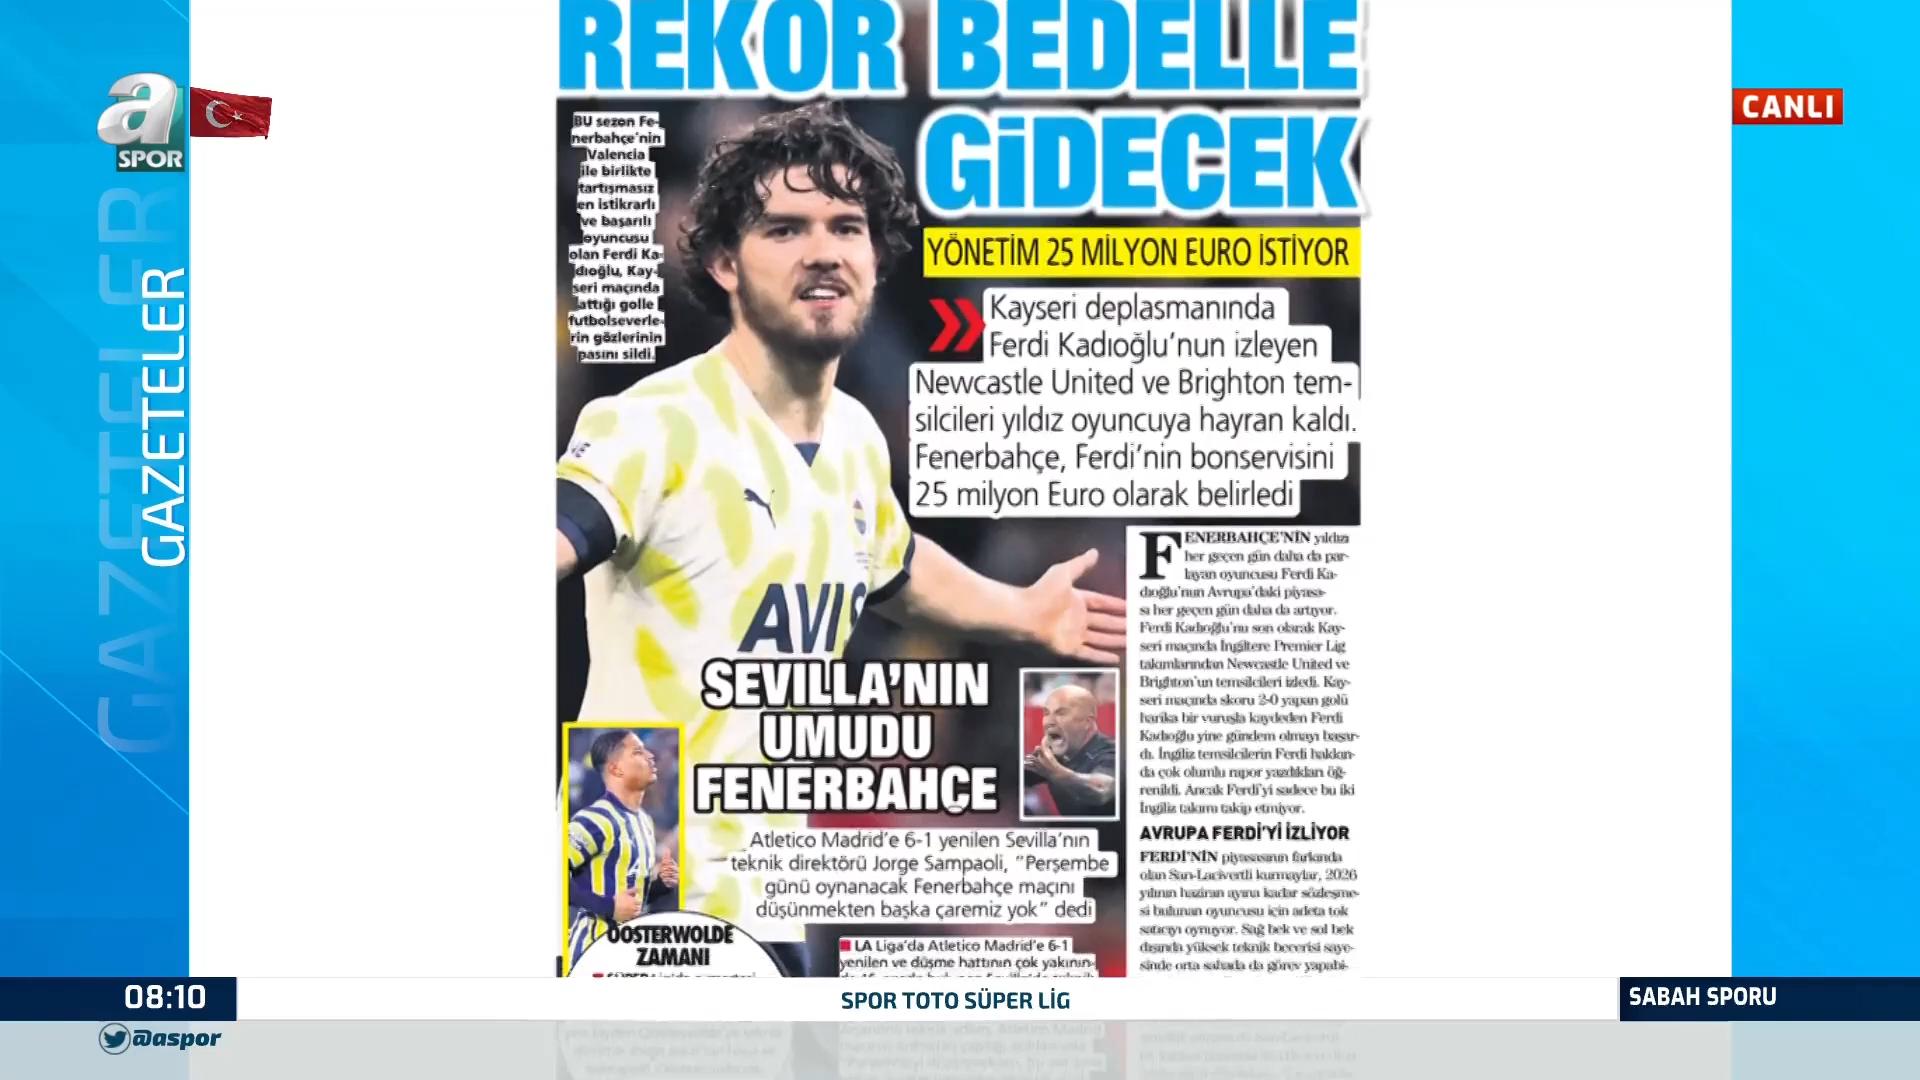 REKOR BEDELLE
GİDECEK
a
SPOR
CANLI
GAZETELER
GAZETELER
BU sezon Fe-
nerbahçe'nin
Valencia
ile birlikte
tartışmasız
en istikrarlı
ve başarılı
oyuncusu
olan Ferdi Ka-
dıoğlu, Kay-
seri maçında
attığı golle
futbolseverle-
rin gözlerinin
pasını sildi.
YÖNETİM 25 MİLYON EURO İSTİYOR
Kayseri deplasmanında
Ferdi Kadıoğlu'nun izleyen
Newcastle United ve Brighton tem-
silcileri yıldız oyuncuya hayran kaldı.
Fenerbahçe, Ferdi'nin bonservisini
25 milyon Euro olarak belirledi
AVIS
FENERBAHÇE'NİN yıldızı
her geçen gün daha da par-
layan oyuncusu Ferdi Ka-
dıoğlu'nun Avrupa'daki piyasa-
sı her geçen gün daha da artıyor.
Ferdi Kadıoğlu'nu son olarak Kay-
seri maçında İngiltere Premier Lig
takımlarından Newcastle United ve
Brighton'un temsilcileri izledi. Kay-
seri maçında skoru 2-0 yapan golü
harika bir vuruşla kaydeden Ferdi
Kadıoğlu yine gündem olmayı başar-
dı. İngiliz temsilcilerin Ferdi hakkın-
da çok olumlu rapor yazdıkları öğ-
renildi. Ancak Ferdi'yi sadece bu iki
İngiliz takımı takip etmiyor.
AVRUPA FERDİ'Yİ İZLİYOR
FERDİ'NİN piyasasının farkında
olan Sarı-Lacivertli kurmaylar, 2026
yılının haziran ayına kadar sözleşme-
si bulunan oyuncusu için adeta tok
satıcıyı oynuyor. Sağ bek ve sol bek
dışında yüksek teknik becerisi saye-
sinde orta sahada da görev yapabi-
SEVILLA'NIN
UMUDU
FENERBAHÇE
Atletico Madrid'e 6-1 yenilen Sevilla'nın
teknik direktörü Jorge Sampaoli, "Perşembe
günü oynanacak Fenerbahçe maçını
düşünmekten başka çaremiz yok" dedi
OOSTERWOLDE
ZAMANI
LA Liga'da Atletico Madrid'e 6-1
yenilen ve düşme hattının çok yakının-
08:10
SPOR TOTO SÜPER LİG
SABAH SPORU
@aspor